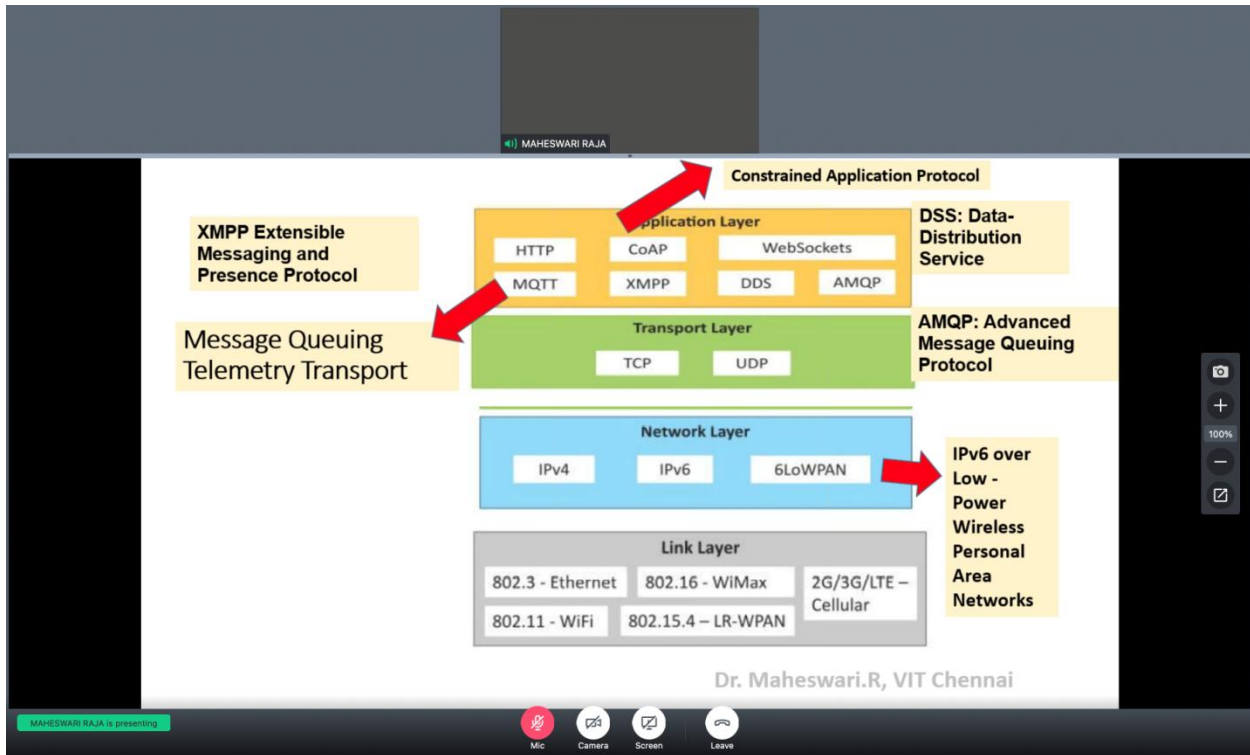 MAHESWARI RAJA
Constrained Application Protocol
XMPP Extensible
Messaging and
Presence Protocol
Application Layer
HTTP CoAP WebSockets
MQTT XMPP DDS AMQP
DSS: Data-
Distribution
Service
Message Queuing
Telemetry Transport
Transport Layer
TCP UDP
AMQP: Advanced
Message Queuing
Protocol
Network Layer
IPv4 IPv6 6LoWPAN
IPv6 over
Low -
Power
Wireless
Personal
Area
Networks
Link Layer
802.3 - Ethernet 802.16 - WiMax 2G/3G/LTE –
Cellular
802.11 - WiFi 802.15.4 – LR-WPAN
Dr. Maheswari.R, VIT Chennai
100%
MAHESWARI RAJA is presenting
Mic Camera Screen Leave